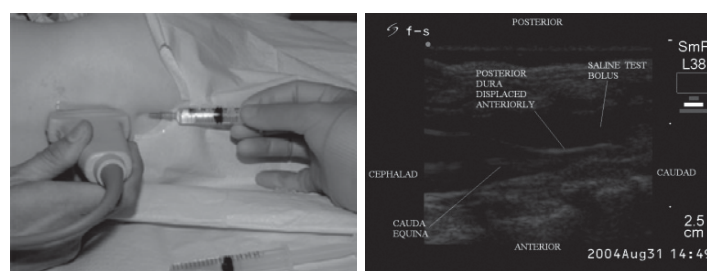 POSTERIOR
f-s
SmP
L38
POSTERIOR
DURA
DISPLACED
ANTERIORLY
SALINE TEST
BOLUS
CEPHALAD
CAUDAD
CAUDA
EQUINA
ANTERIOR
2.5
cm
2004Aug31 14:49